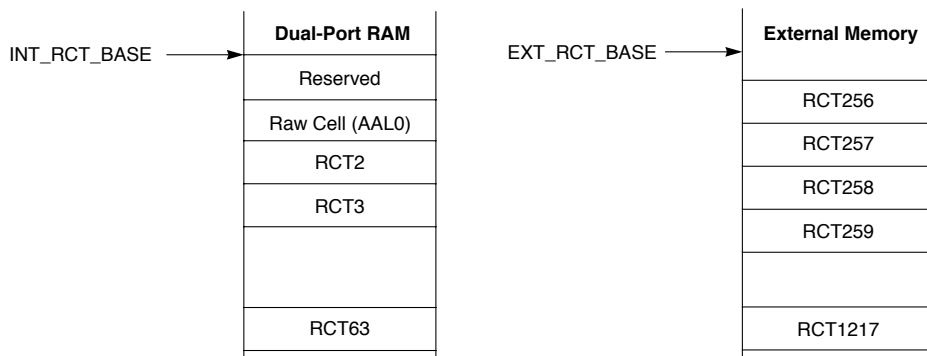 Dual-Port RAM
INT_RCT_BASE
Reserved
Raw Cell (AAL0)
RCT2
RCT3
RCT63
External Memory
EXT_RCT_BASE
RCT256
RCT257
RCT258
RCT259
RCT1217